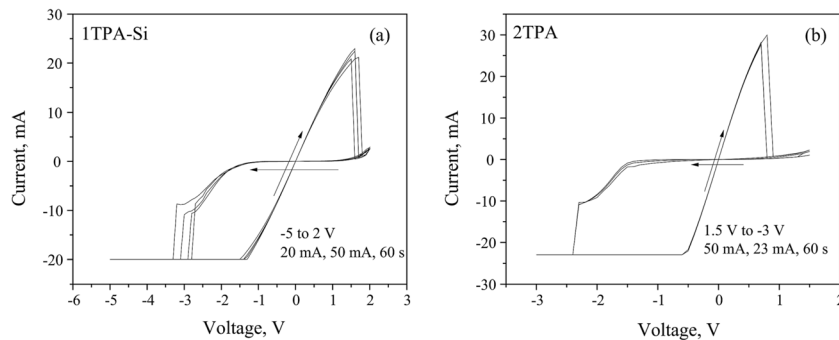 1TPA-Si
(a)
30
20
10
0
-10
-20
-6
-5
-4
-3
-2
-1
0
1
2
3
Current, mA
Voltage, V
-5 to 2 V
20 mA, 50 mA, 60 s
2TPA
(b)
30
20
10
0
-10
-20
-30
-3
-2
-1
0
1
2
Current, mA
Voltage, V
1.5 V to -3 V
50 mA, 23 mA, 60 s